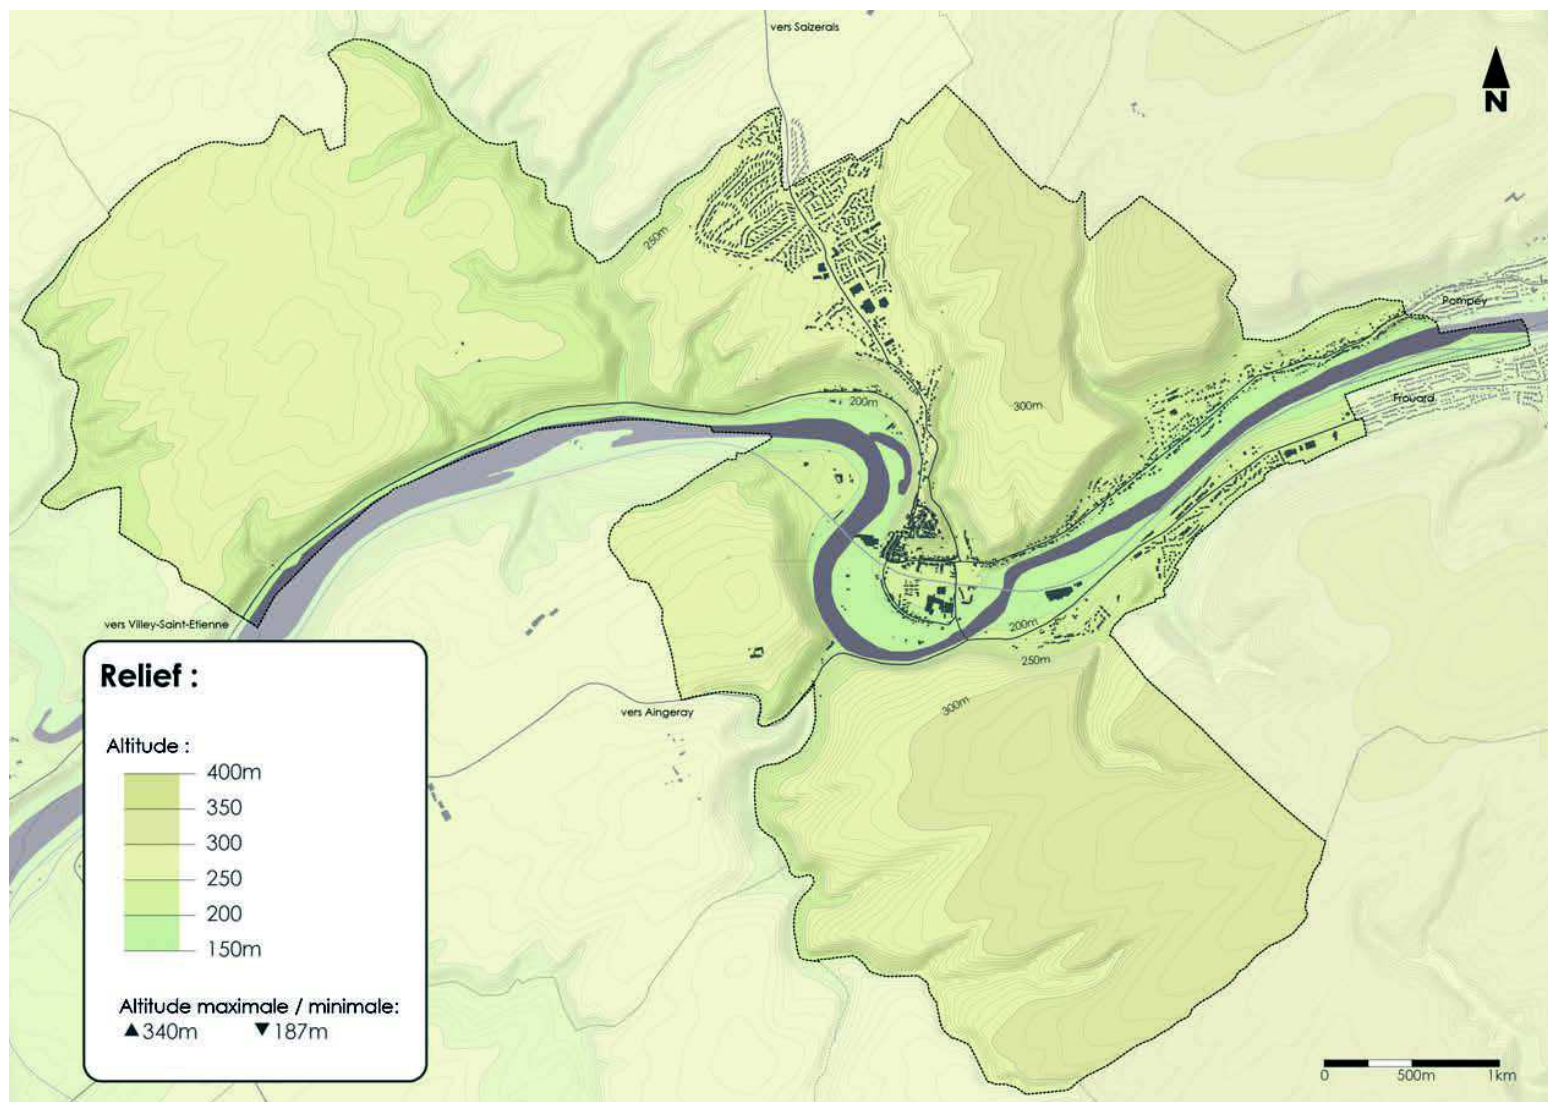 vers Saizerais
N
250m
Pompey
Frouard
300m
200m
vers Villey-Saint-Etienne
200m
250m
300m
vers Aingeray
Relief :
Altitude :
400m
350
300
250
200
150m
Altitude maximale / minimale:
▲340m ▼187m
0 500m 1km